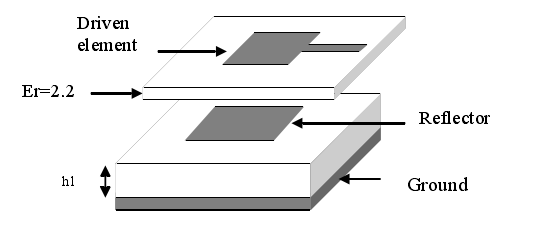 Driven
element
Er=2.2
Reflector
h1
Ground